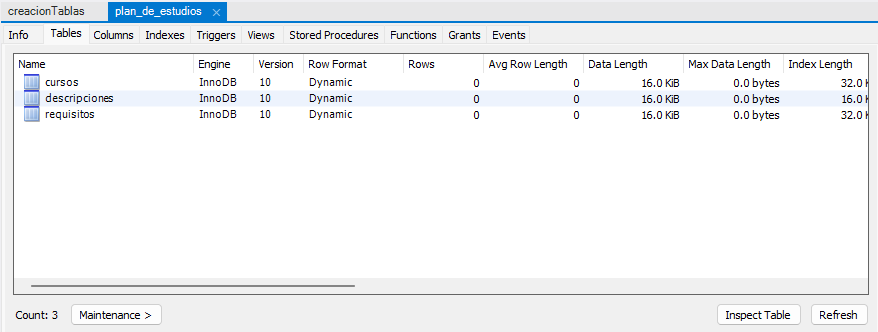 creacionTablas plan_de_estudios ×
Info Tables Columns Indexes Triggers Views Stored Procedures Functions Grants Events
Name Engine Version Row Format Rows Avg Row Length Data Length Max Data Length Index Length
cursos InnoDB 10 Dynamic 0 0 16.0 KiB 0.0 bytes 32.0 K
descripciones InnoDB 10 Dynamic 0 0 16.0 KiB 0.0 bytes 16.0 K
requisitos InnoDB 10 Dynamic 0 0 16.0 KiB 0.0 bytes 32.0 K
Count: 3 Maintenance > Inspect Table Refresh